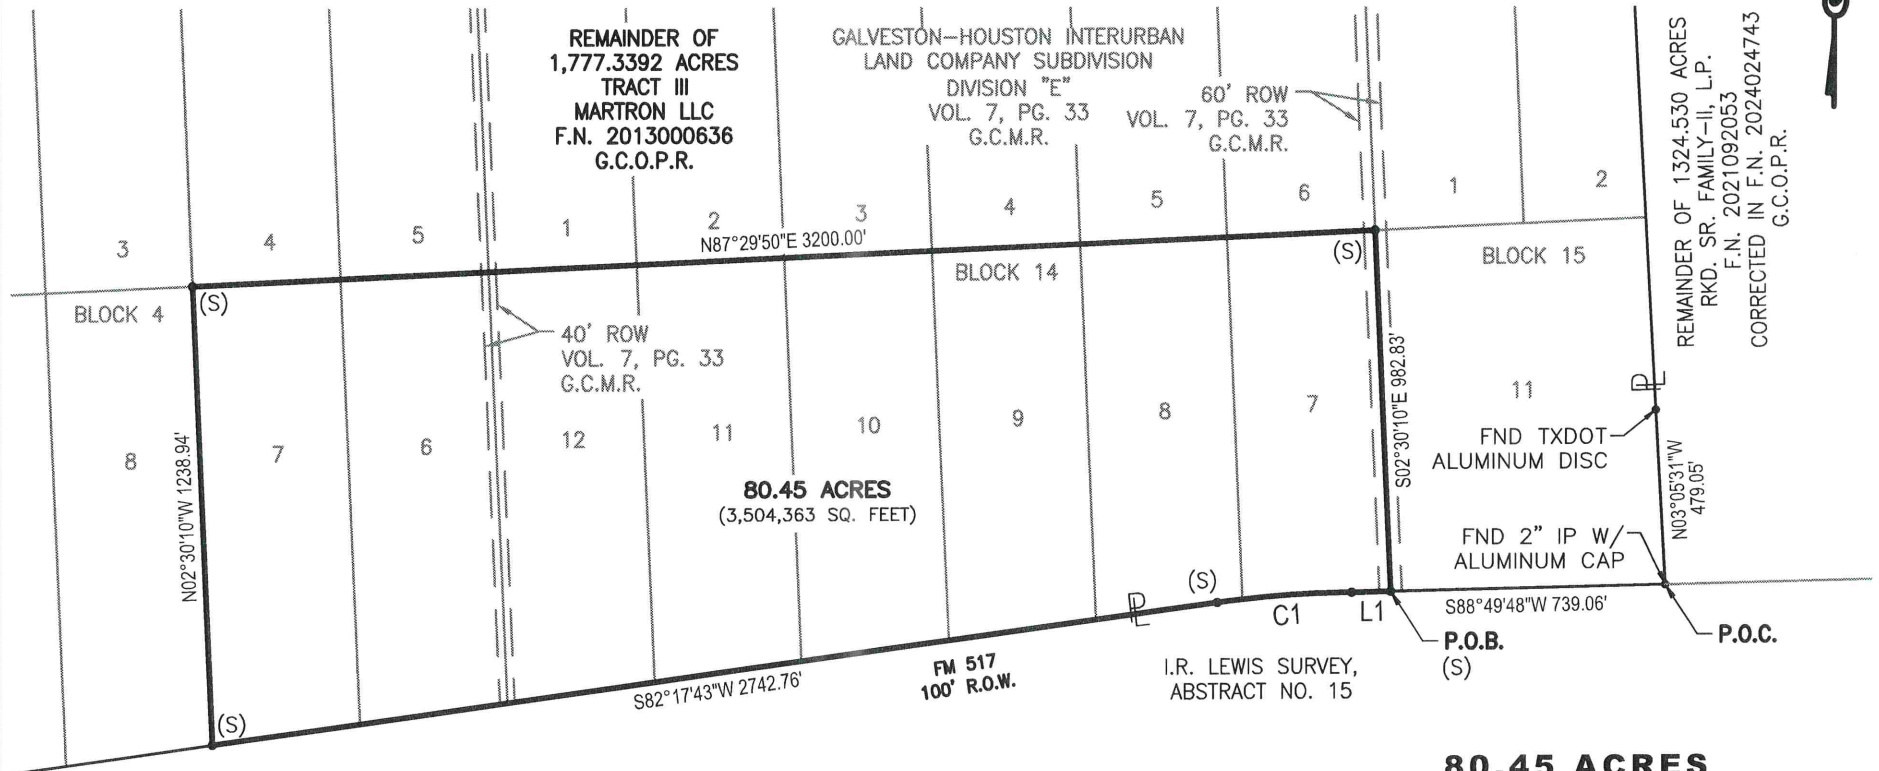 REMAINDER OF
1,777.3392 ACRES
TRACT III
MARTRON LLC
F.N. 2013000636
G.C.O.P.R.
GALVESTON-HOUSTON INTERURBAN
LAND COMPANY SUBDIVISION
DIVISION "E"
VOL. 7, PG. 33
G.C.M.R.
60' ROW
VOL. 7, PG. 33
G.C.M.R.
REMAINDER OF 1324.530 ACRES
RKD. SR. FAMILY-II, L.P.
F.N. 2021092053
CORRECTED IN F.N. 2024024743
G.C.O.P.R.
3
4
5
1
2
3
4
5
6
1
2
N87°29'50"E 3200.00'
BLOCK 4
(S)
BLOCK 14
(S)
BLOCK 15
40' ROW
VOL. 7, PG. 33
G.C.M.R.
8
7
6
12
11
10
9
8
7
11
N02°30'10"W 1238.94'
80.45 ACRES
(3,504,363 SQ. FEET)
S02°30'10"E 982.83'
PL
FND TXDOT
ALUMINUM DISC
N03°05'31"W
479.05'
FND 2" IP W/
ALUMINUM CAP
(S)
PL
C1
L1
S88°49'48"W 739.06'
P.O.B.
(S)
P.O.C.
I.R. LEWIS SURVEY,
ABSTRACT NO. 15
FM 517
100' R.O.W.
S82°17'43"W 2742.76'
(S)
80.45 ACRES